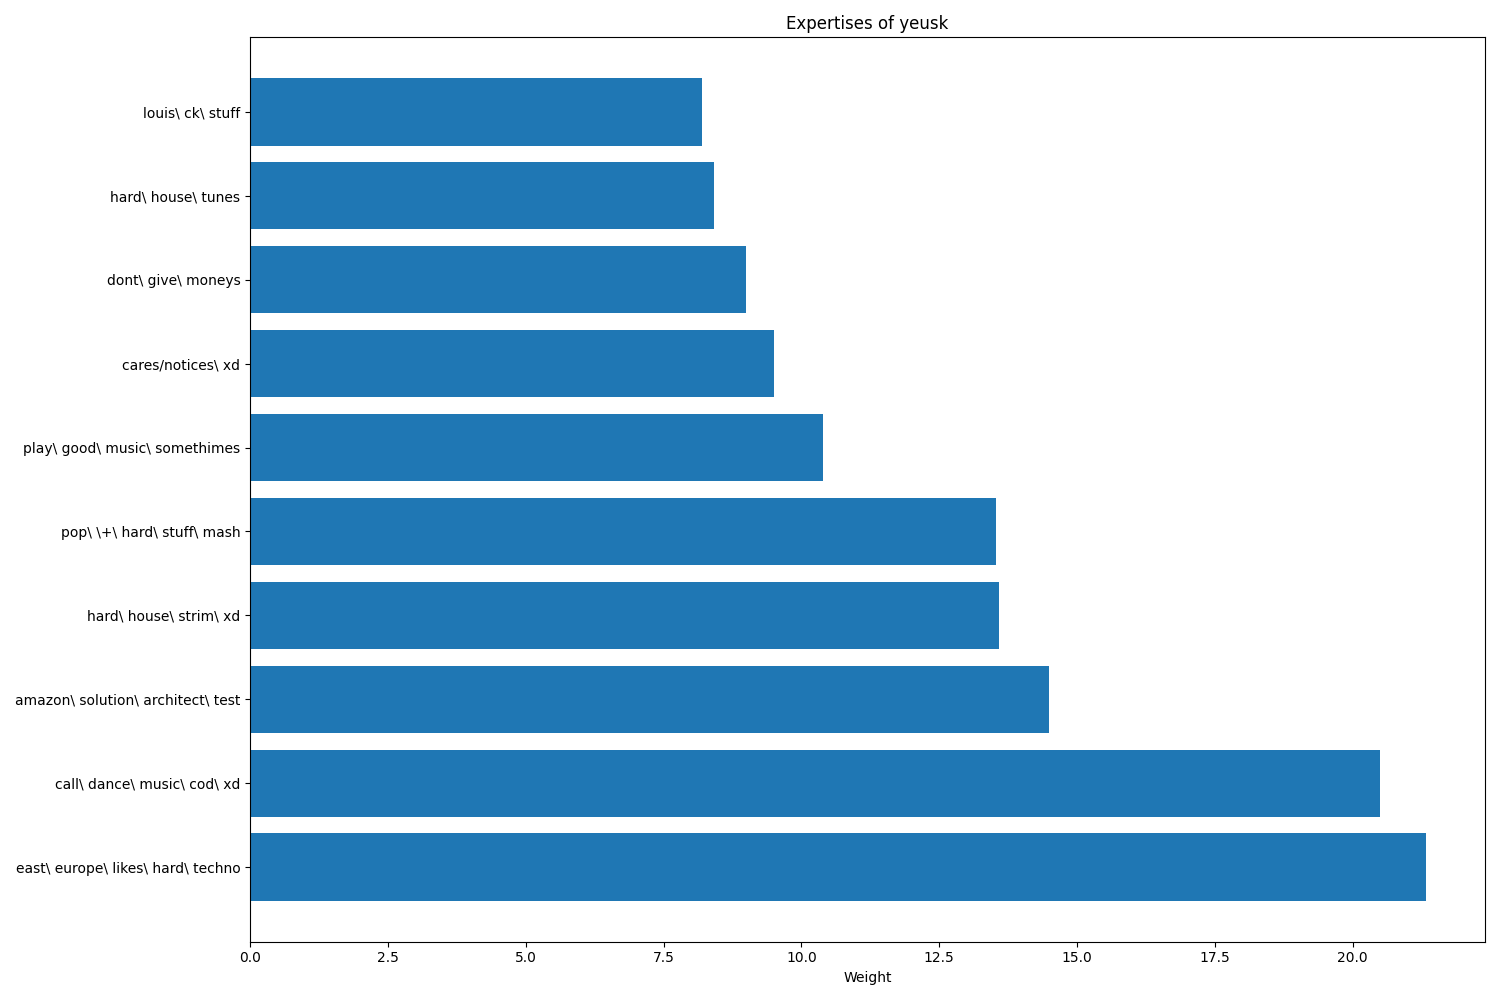 Expertises of yeusk
louis\ ck\ stuff
hard\ house\ tunes
dont\ give\ moneys
cares/notices\ xd
play\ good\ music\ somethimes
pop\ \+\ hard\ stuff\ mash
hard\ house\ strim\ xd
amazon\ solution\ architect\ test
call\ dance\ music\ cod\ xd
east\ europe\ likes\ hard\ techno
0.0 2.5 5.0 7.5 10.0 12.5 15.0 17.5 20.0
Weight